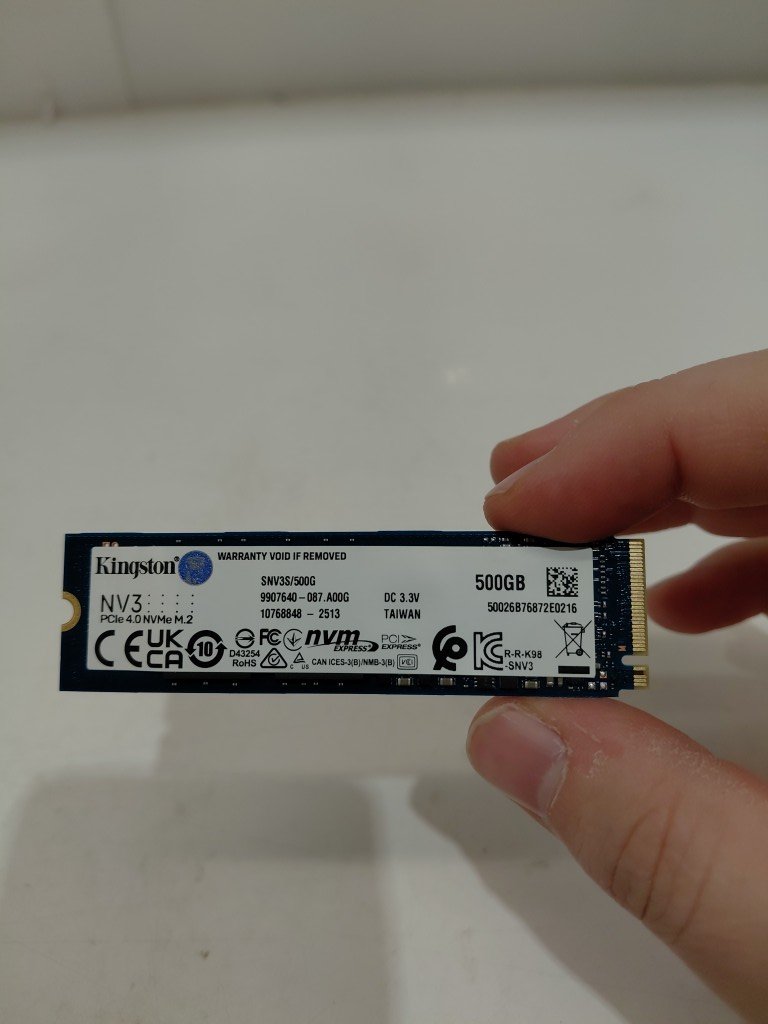 Kingston
WARRANTY VOID IF REMOVED
SNV3S/500G
500GB
NV3
9907640-087.A00G
DC 3.3V
50026B76872E0216
PCIe 4.0 NVMe M.2
10768848 - 2513
TAIWAN
CE
UK
CA
10
D43254
RoHS
FC
nvm
EXPRESS
PCI
EXPRESS®
C US
CAN ICES-3(B)/NMB-3(B)
VCI
R-R-K98
-SNV3